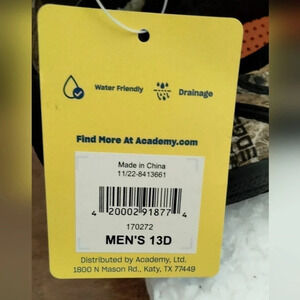 Water Friendly
Drainage
Find More At Academy.com
Made in China
11/22-8413661
4 20002 91877 4
170272
MEN'S 13D
Distributed by Academy, Ltd.
1800 N Mason Rd., Katy, TX 77449